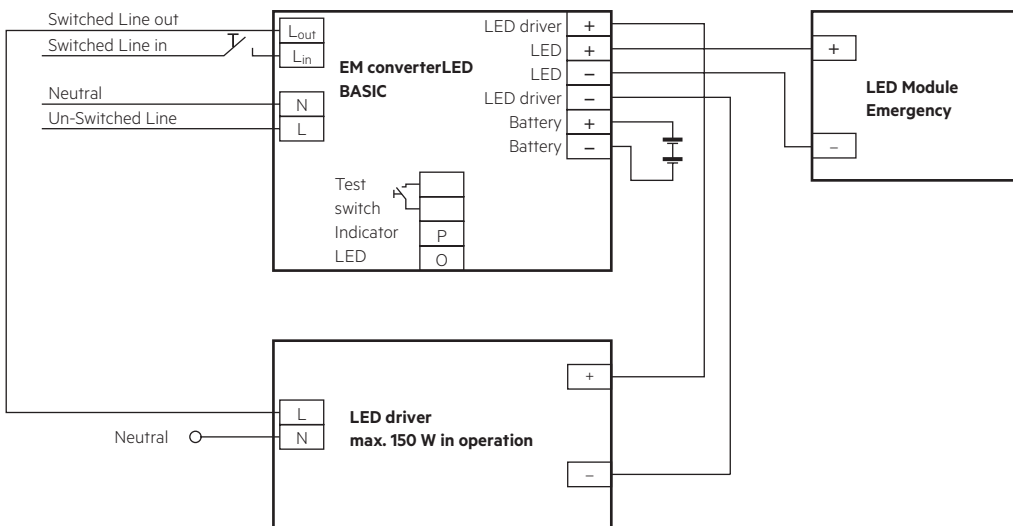 Switched Line out
Switched Line in
Neutral
Un-Switched Line
Lout
Lin
N
L
EM converterLED
BASIC
Test
switch
Indicator
LED
P
O
LED driver +
LED +
LED −
LED driver −
Battery +
Battery −
+
−
LED Module
Emergency
Neutral
L
N
LED driver
max. 150 W in operation
+
−